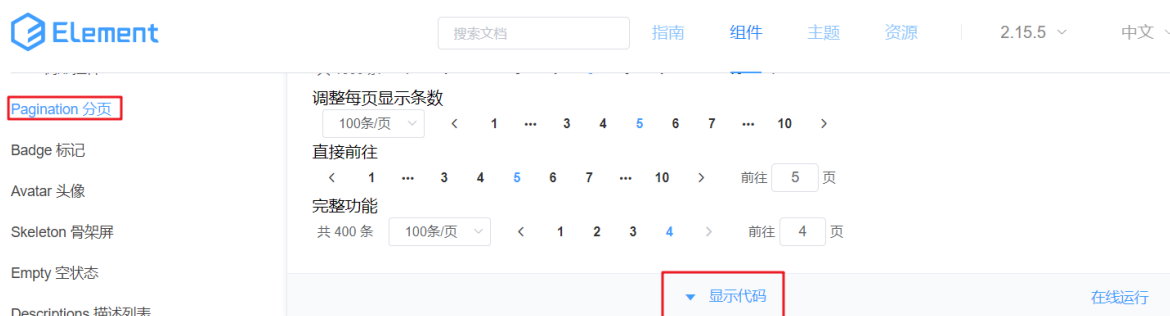 Element
搜索文档
指南 组件 主题 资源 2.15.5 中文
Pagination 分页
Badge 标记
Avatar 头像
Skeleton 骨架屏
Empty 空状态
Descriptions 描述列表
调整每页显示条数
100条/页 < 1 ··· 3 4 5 6 7 ··· 10 >
直接前往
< 1 ··· 3 4 5 6 7 ··· 10 > 前往 5 页
完整功能
共 400 条 100条/页 < 1 2 3 4 > 前往 4 页
显示代码
在线运行